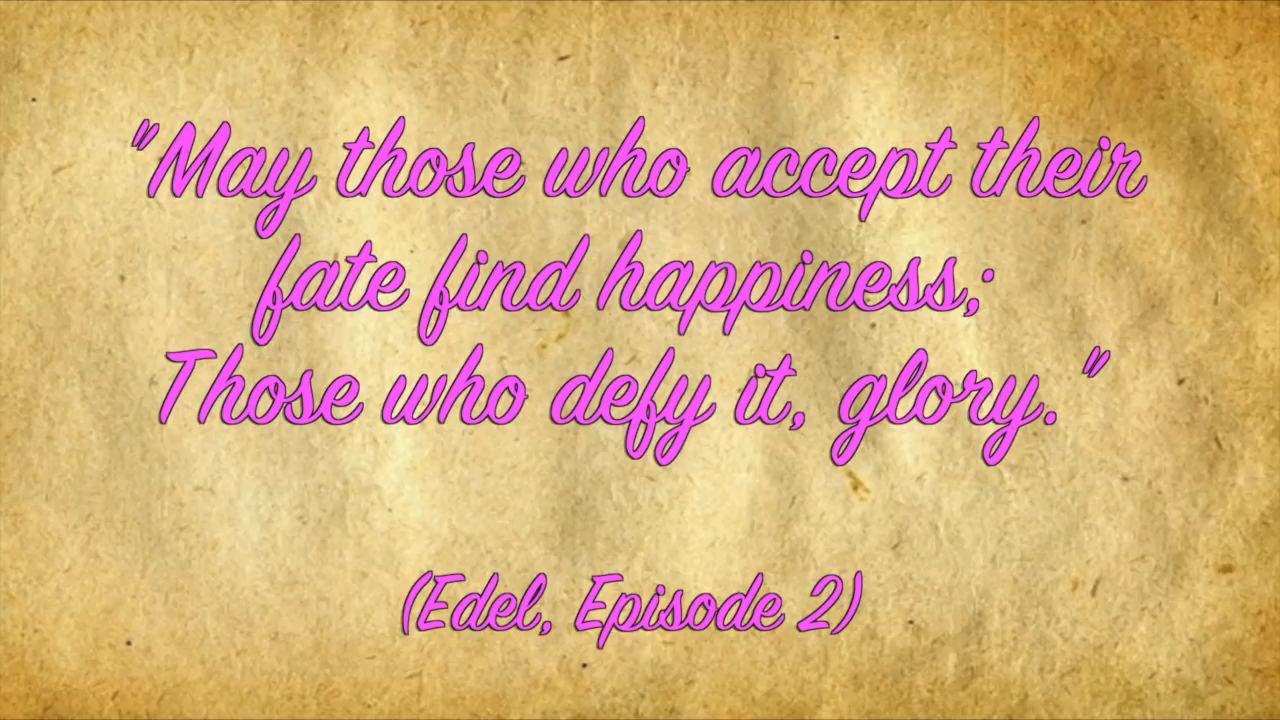 "May those who accept their
fate find happiness;
Those who defy it, glory."
(Edel, Episode 2)